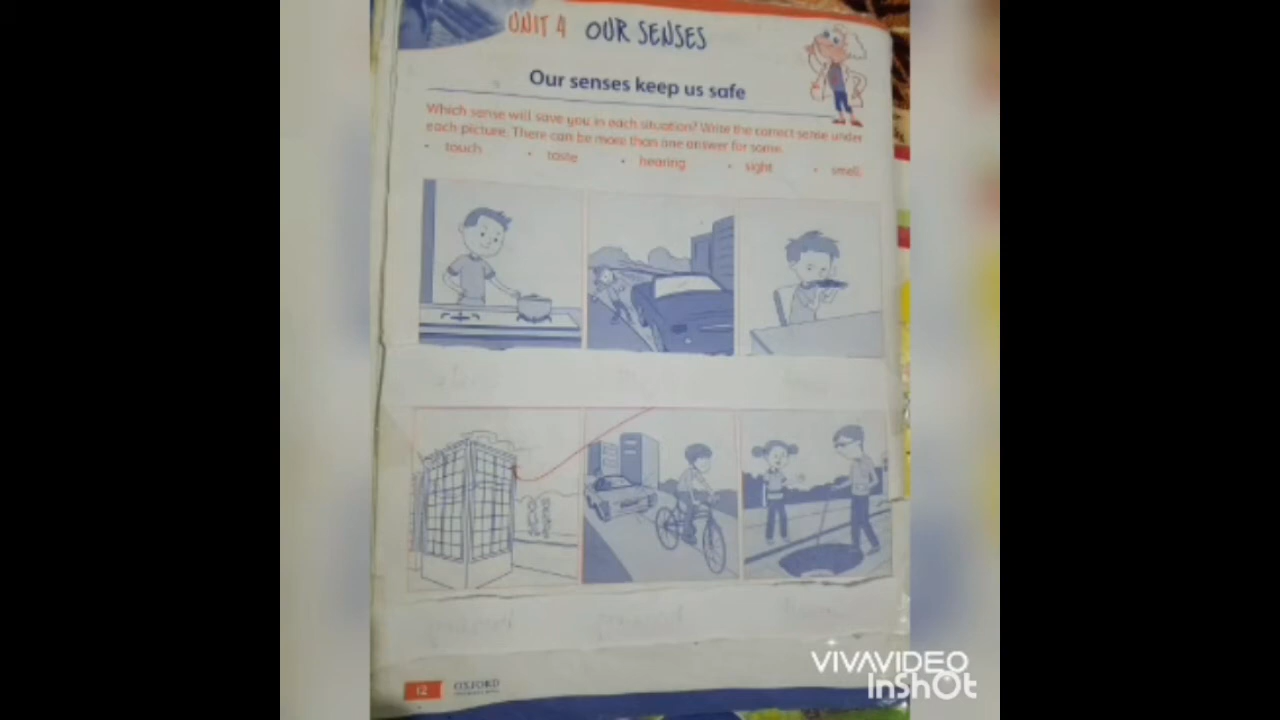 UNIT 4 OUR SENSES
Our senses keep us safe
Which sense will save you in each situation? Write the correct sense under
each picture. There can be more than one answer for some.
• touch • taste • hearing • sight • smell
12 OXFORD
VIVAVIDEO
InShOt